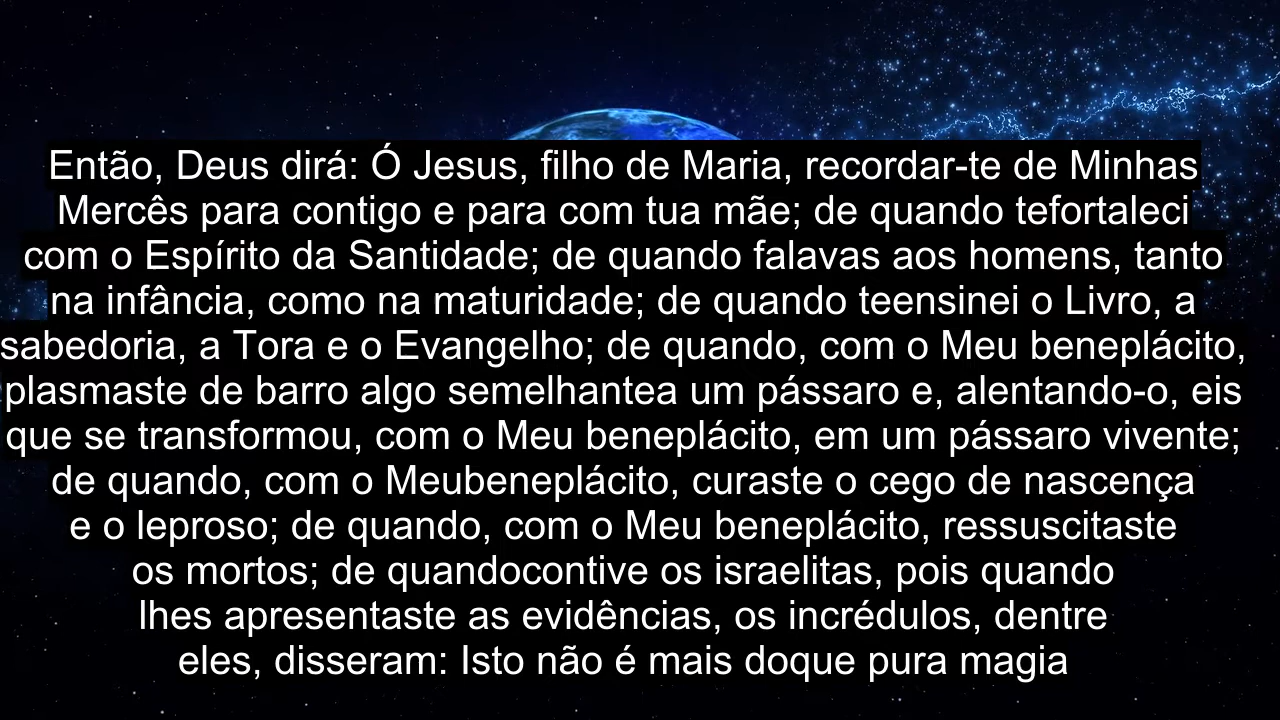 Então, Deus dirá: Ó Jesus, filho de Maria, recordar-te de Minhas
Mercês para contigo e para com tua mãe; de quando tefortaleci
com o Espírito da Santidade; de quando falavas aos homens, tanto
na infância, como na maturidade; de quando teensinei o Livro, a
sabedoria, a Tora e o Evangelho; de quando, com o Meu beneplácito,
plasmaste de barro algo semelhantea um pássaro e, alentando-o, eis
que se transformou, com o Meu beneplácito, em um pássaro vivente;
de quando, com o Meubeneplácito, curaste o cego de nascença
e o leproso; de quando, com o Meu beneplácito, ressuscitaste
os mortos; de quandocontive os israelitas, pois quando
lhes apresentaste as evidências, os incrédulos, dentre
eles, disseram: Isto não é mais doque pura magia